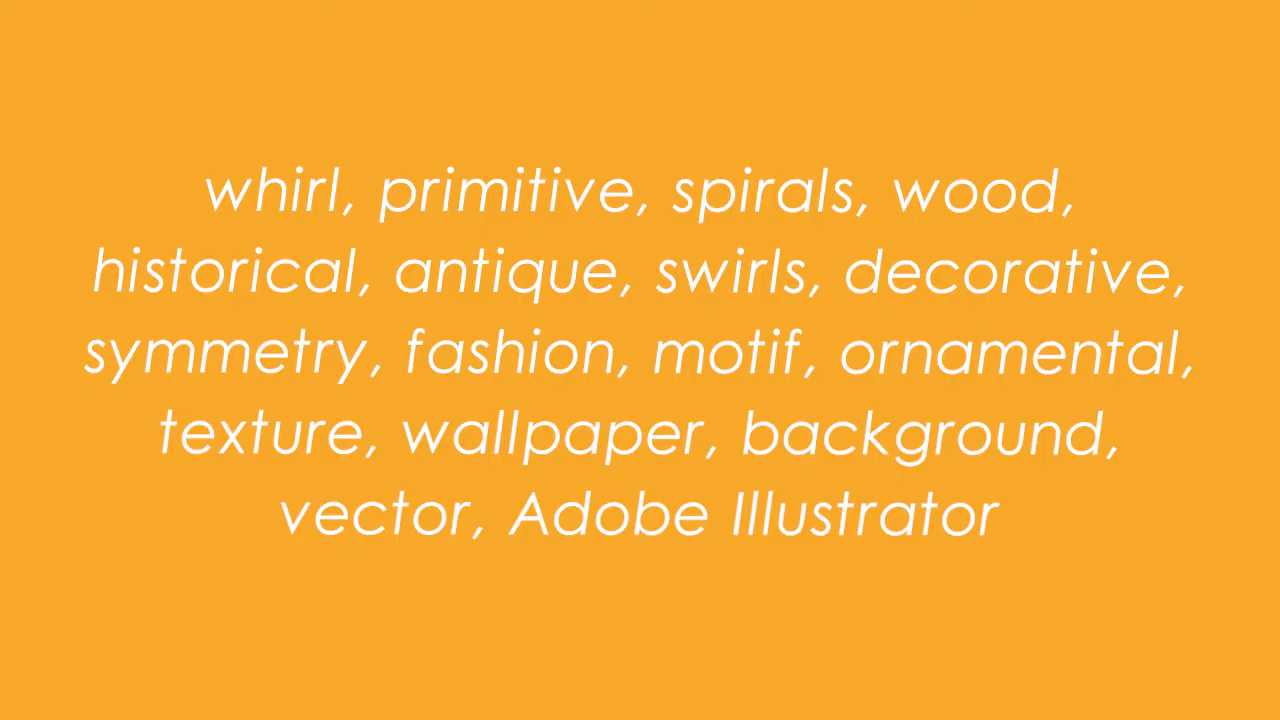 whirl, primitive, spirals, wood,
historical, antique, swirls, decorative,
symmetry, fashion, motif, ornamental,
texture, wallpaper, background,
vector, Adobe Illustrator